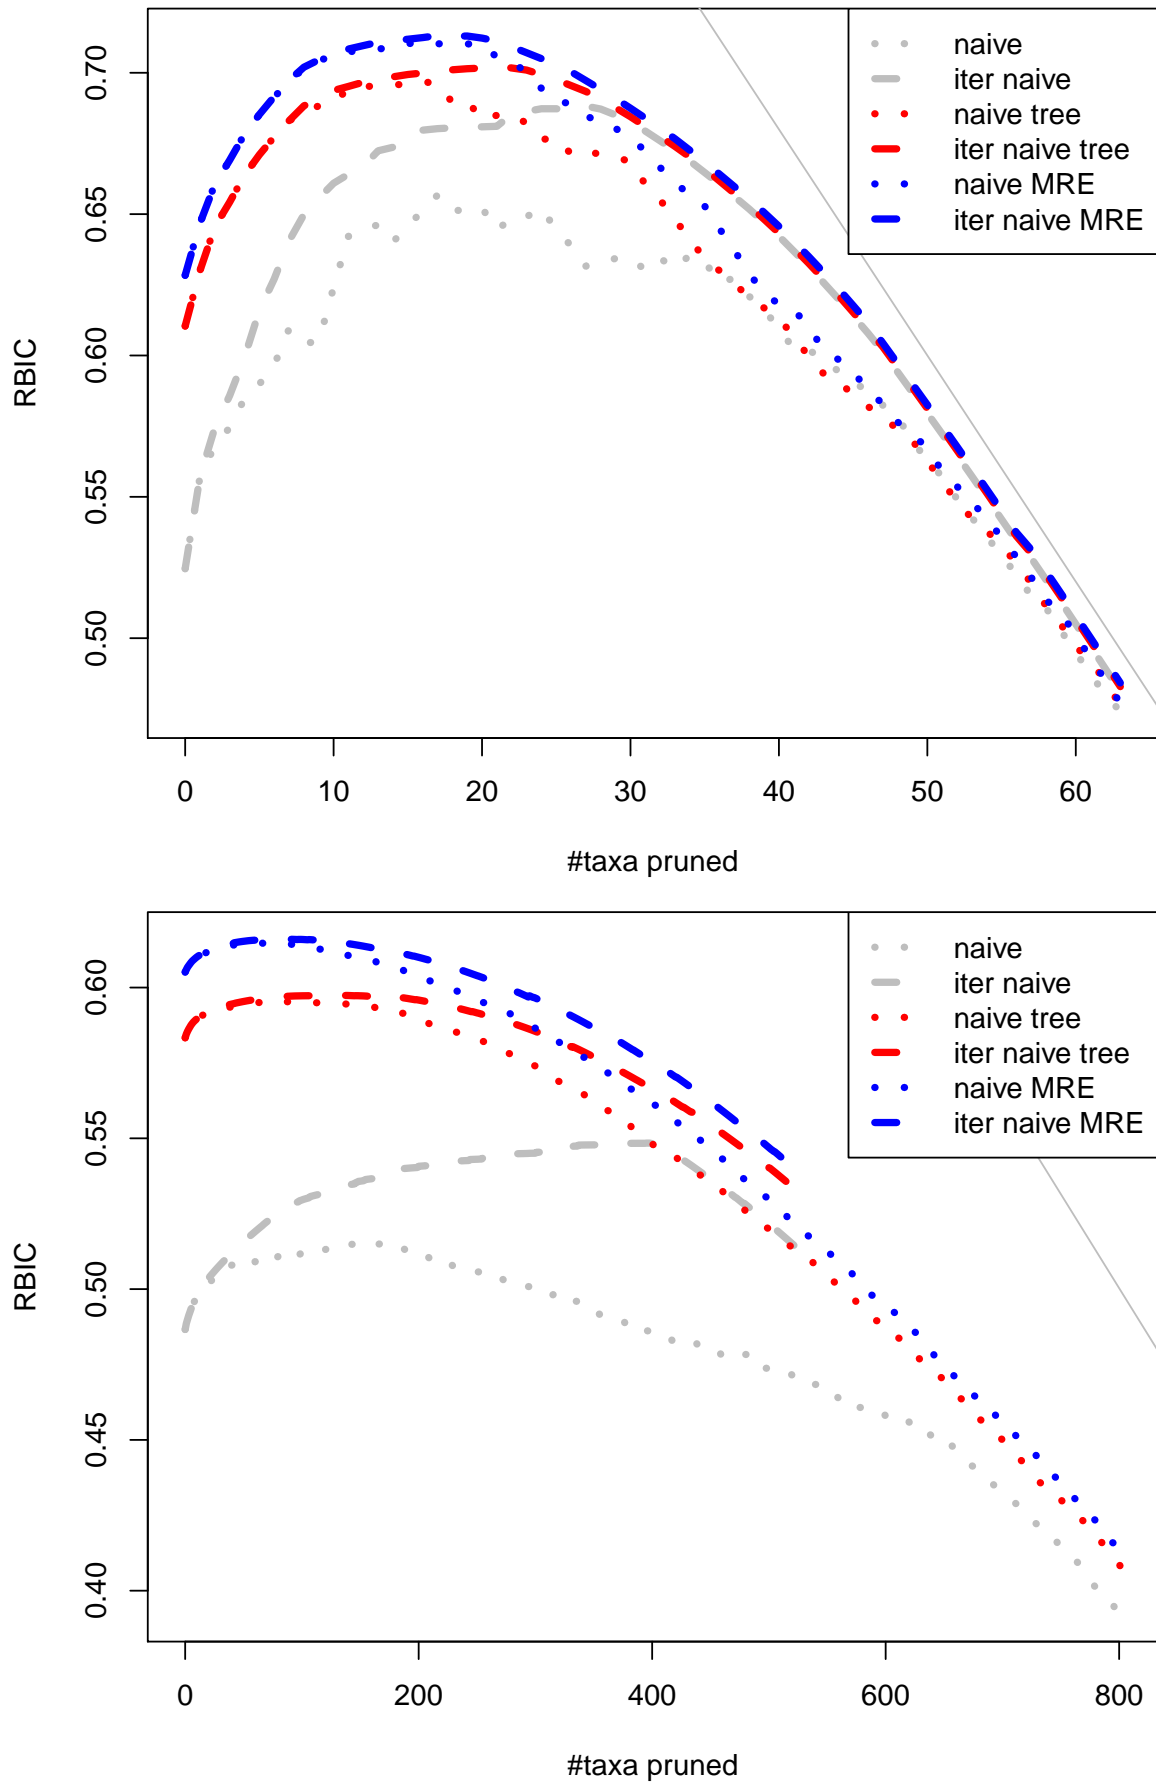 0.70
0.65
0.60
0.55
0.50
RBIC
naive
iter naive
naive tree
iter naive tree
naive MRE
iter naive MRE
0 10 20 30 40 50 60
#taxa pruned
0.60
0.55
0.50
0.45
0.40
RBIC
naive
iter naive
naive tree
iter naive tree
naive MRE
iter naive MRE
0 200 400 600 800
#taxa pruned